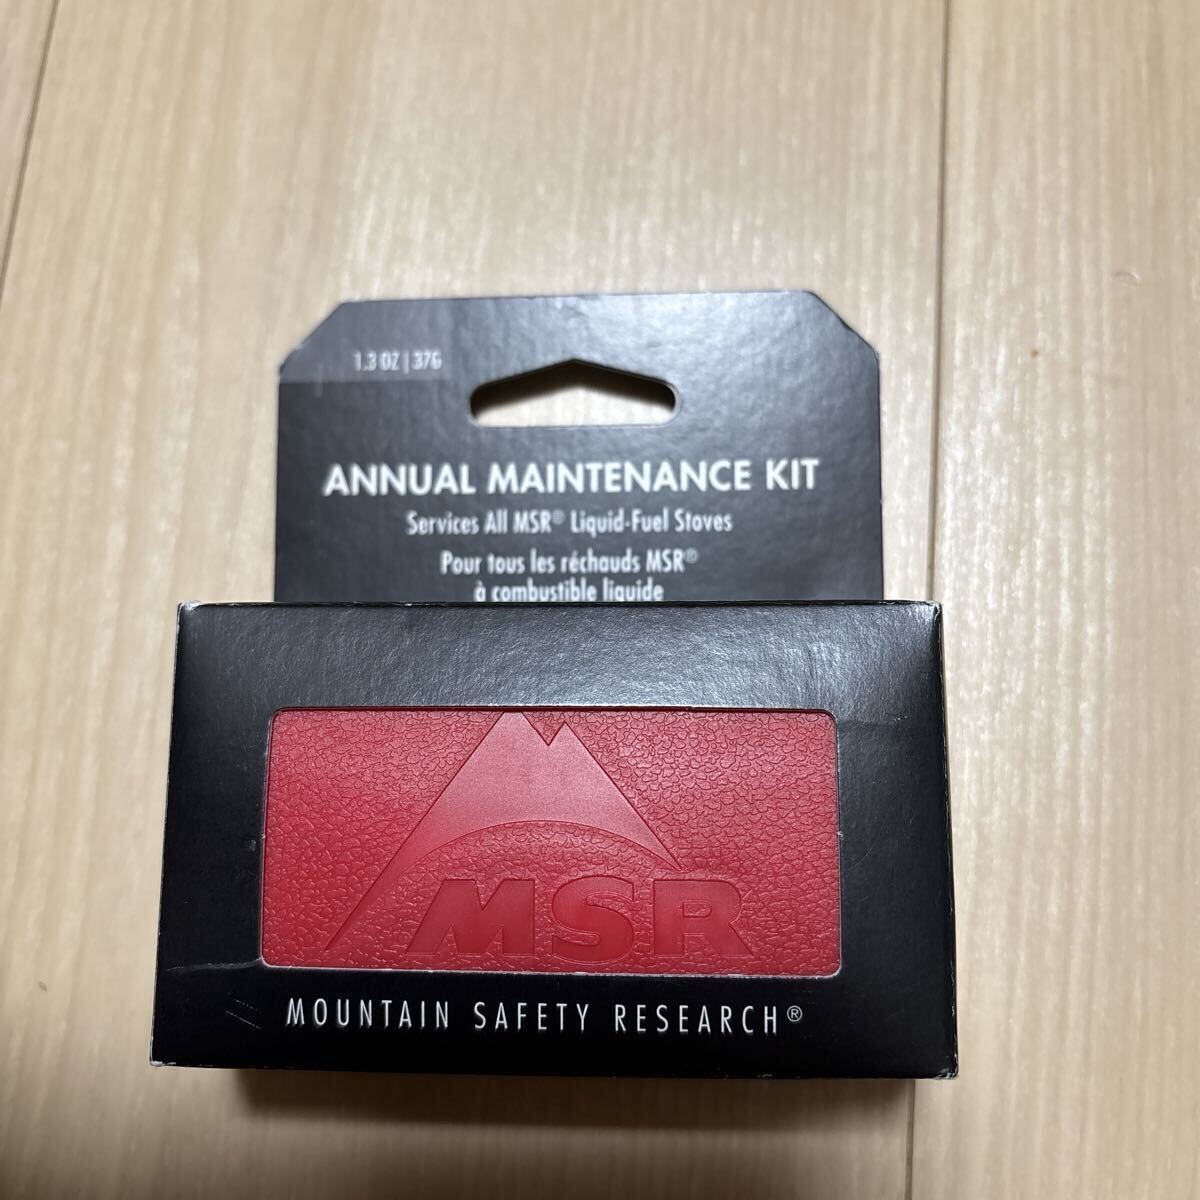 1.3 OZ | 37G
ANNUAL MAINTENANCE KIT
Services All MSR® Liquid-Fuel Stoves
Pour tous les réchauds MSR®
à combustible liquide
MSR
MOUNTAIN SAFETY RESEARCH®